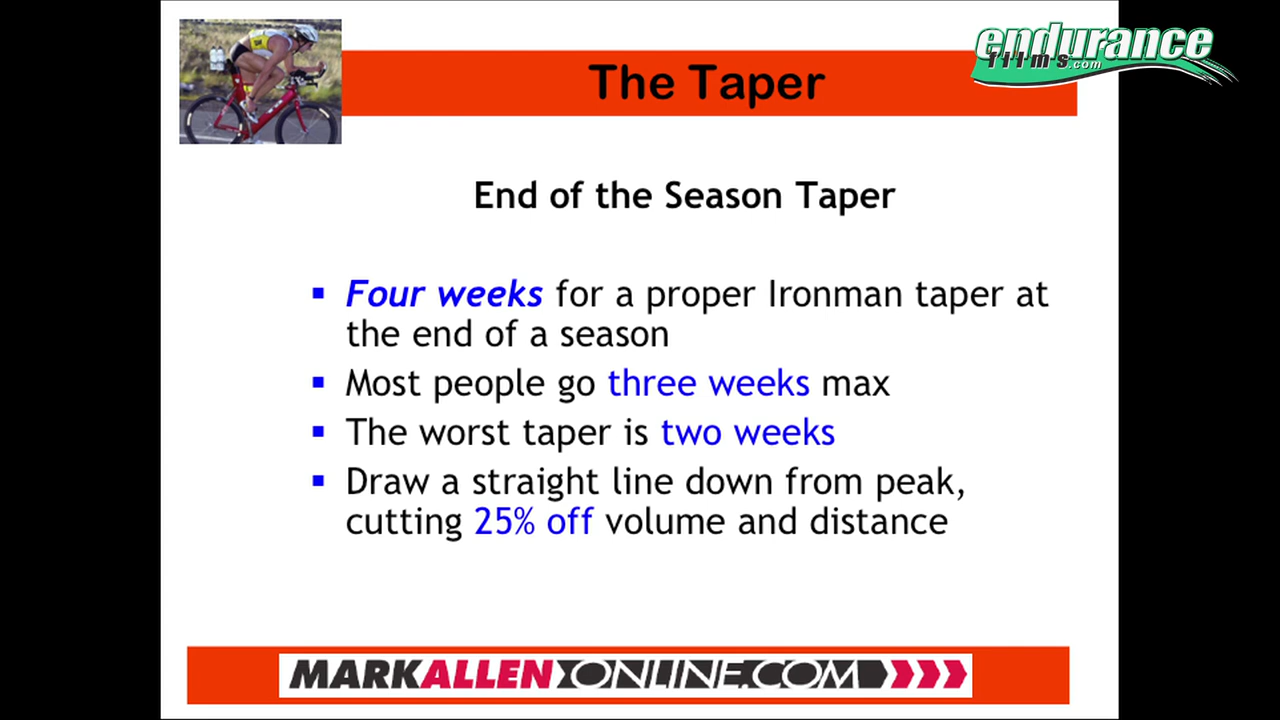 endurance
films.com
The Taper
End of the Season Taper
▪ Four weeks for a proper Ironman taper at
the end of a season
▪ Most people go three weeks max
▪ The worst taper is two weeks
▪ Draw a straight line down from peak,
cutting 25% off volume and distance
MARKALLENONLINE.COM